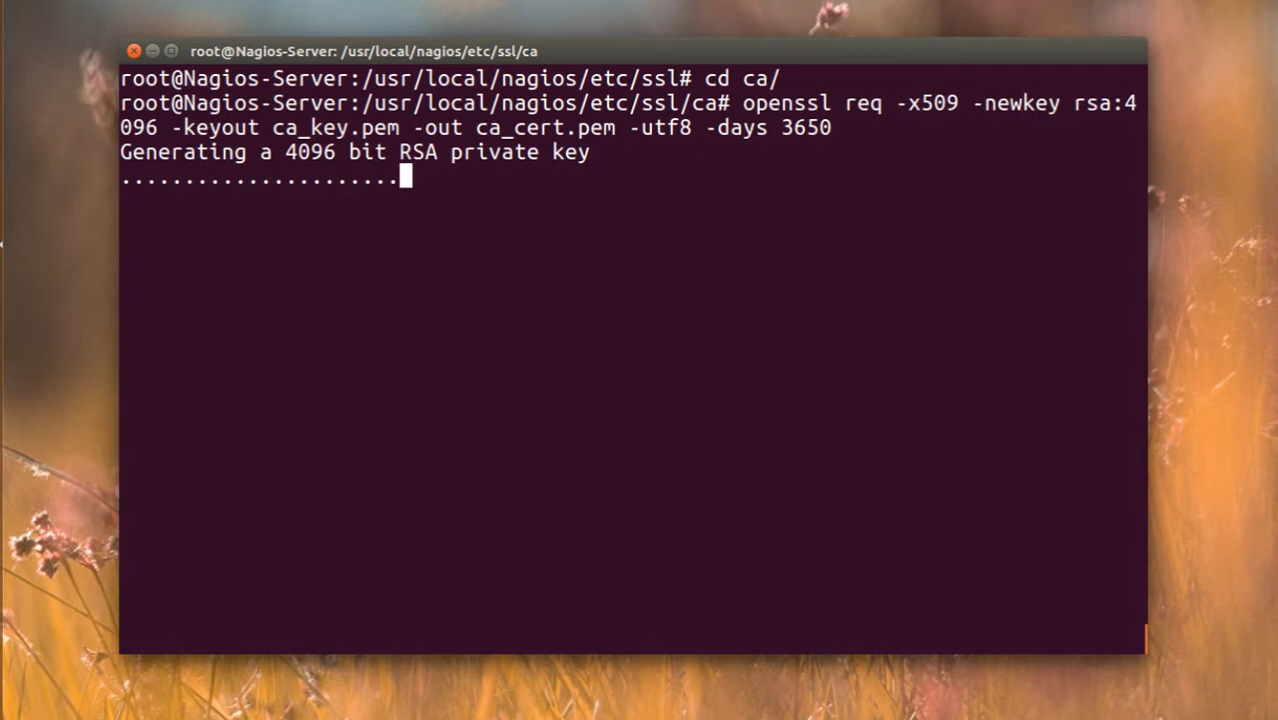 root@Nagios-Server: /usr/local/nagios/etc/ssl/ca
root@Nagios-Server:/usr/local/nagios/etc/ssl# cd ca/
root@Nagios-Server:/usr/local/nagios/etc/ssl/ca# openssl req -x509 -newkey rsa:4
096 -keyout ca_key.pem -out ca_cert.pem -utf8 -days 3650
Generating a 4096 bit RSA private key
......................